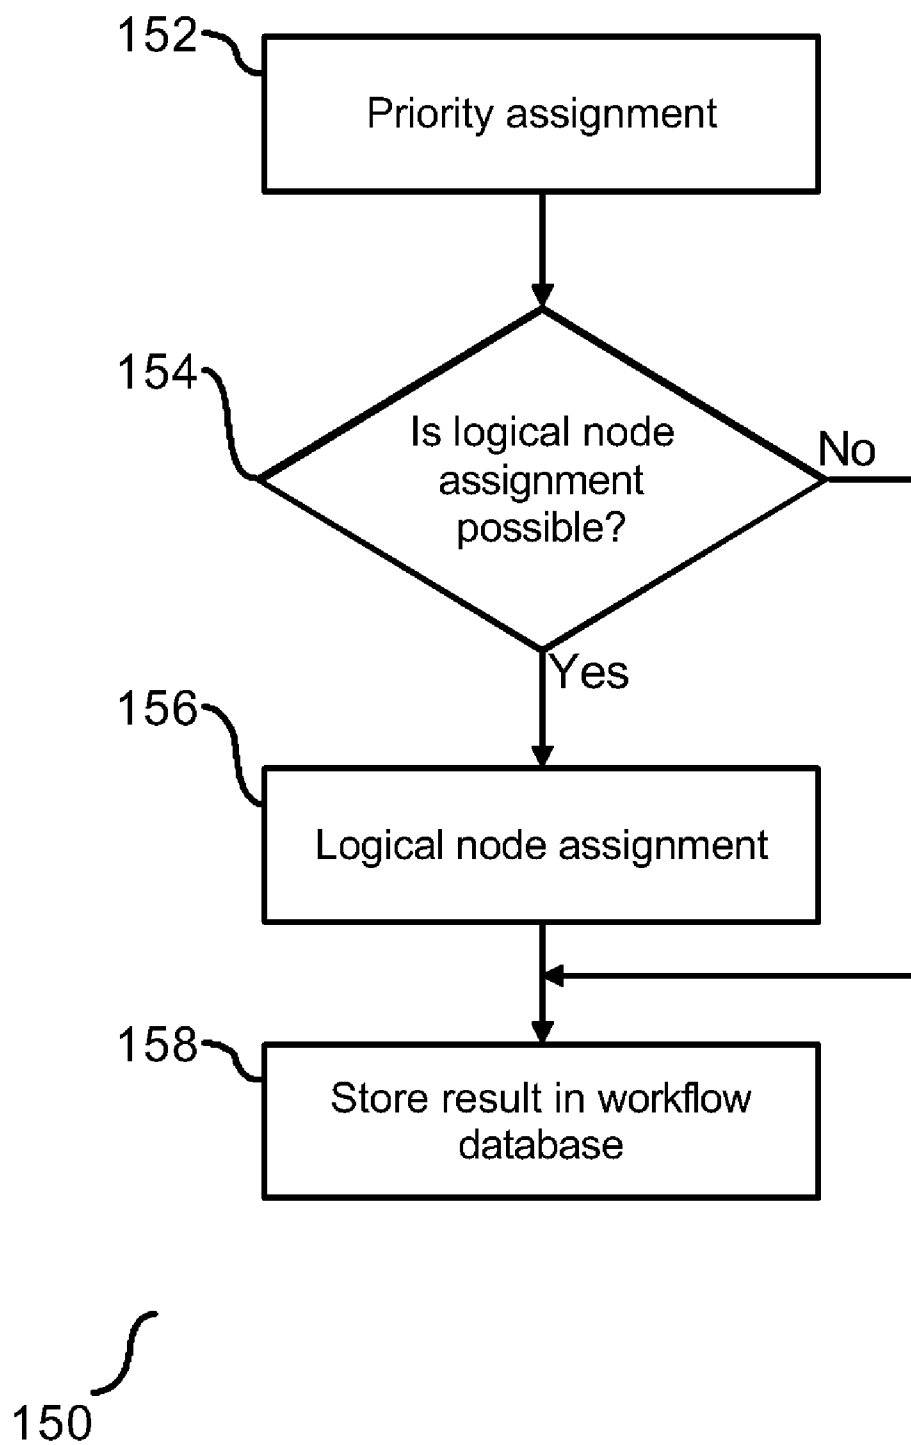 152
Priority assignment
154
Is logical node
assignment
possible?
No
Yes
156
Logical node assignment
158
Store result in workflow
database
150